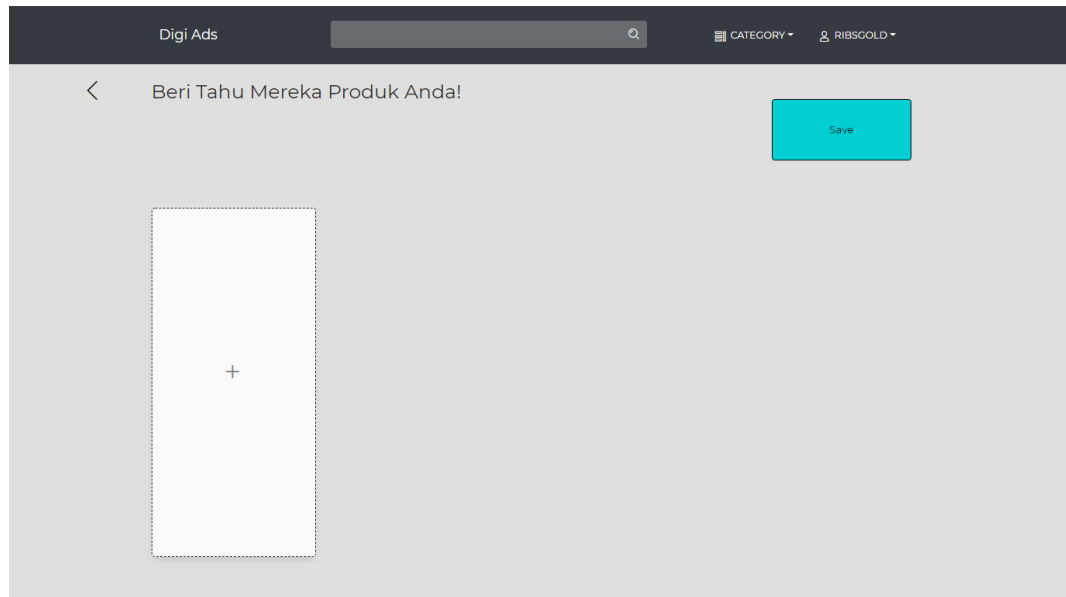 Digi Ads
CATEGORY
RIBSGOLD
Beri Tahu Mereka Produk Anda!
Save